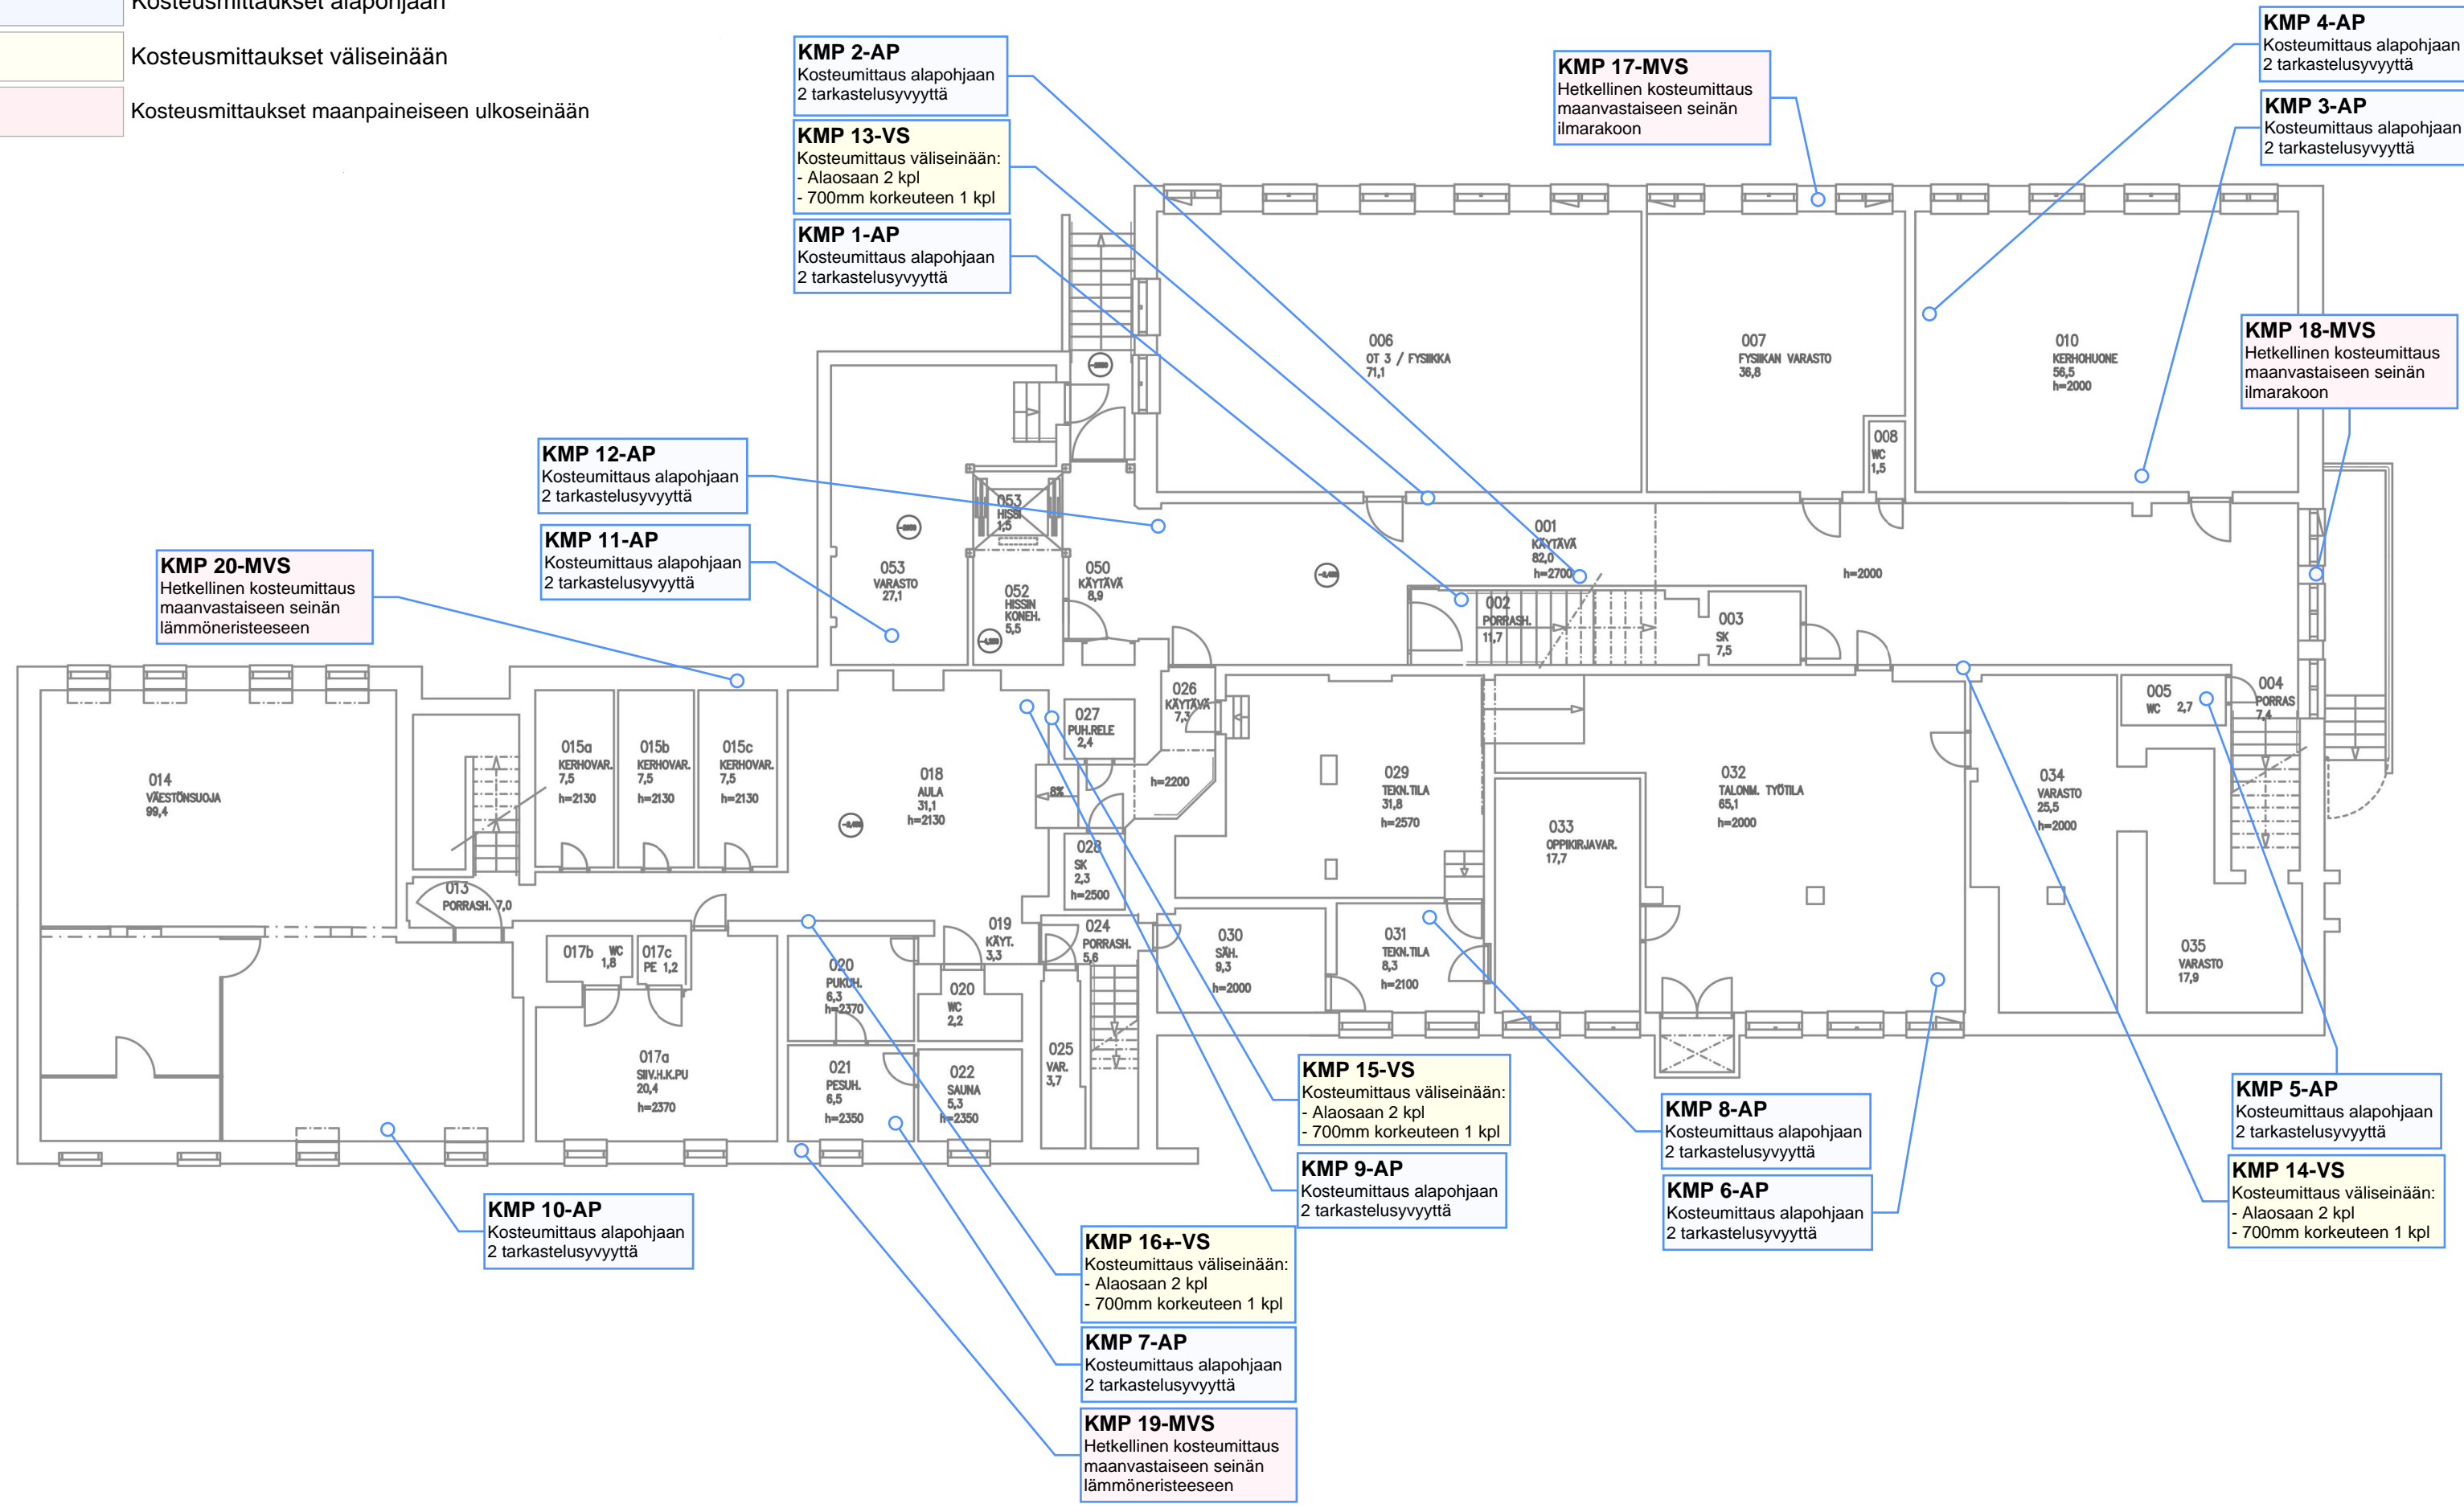 Kosteusmittaukset alapohjaan
Kosteusmittaukset väliseinään
Kosteusmittaukset maanpaineiseen ulkoseinään
KMP 2-AP
Kosteumittaus alapohjaan
2 tarkastelusyvyyttä
KMP 13-VS
Kosteumittaus väliseinään:
- Alaosaan 2 kpl
- 700mm korkeuteen 1 kpl
KMP 1-AP
Kosteumittaus alapohjaan
2 tarkastelusyvyyttä
KMP 17-MVS
Hetkellinen kosteumittaus
maanvastaiseen seinän
ilmarakoon
KMP 4-AP
Kosteumittaus alapohjaan
2 tarkastelusyvyyttä
KMP 3-AP
Kosteumittaus alapohjaan
2 tarkastelusyvyyttä
KMP 18-MVS
Hetkellinen kosteumittaus
maanvastaiseen seinän
ilmarakoon
KMP 12-AP
Kosteumittaus alapohjaan
2 tarkastelusyvyyttä
KMP 11-AP
Kosteumittaus alapohjaan
2 tarkastelusyvyyttä
KMP 20-MVS
Hetkellinen kosteumittaus
maanvastaiseen seinän
lämmöneristeeseen
006
OT 3 / FYSIIKKA
71,1
007
FYSIIKAN VARASTO
36,8
008
WC
1,5
010
KERHOHUONE
56,5
h=2000
053
HISSI
1,5
053
VARASTO
27,1
052
HISSIN
KONEH.
5,5
050
KÄYTÄVÄ
8,9
001
KÄYTÄVÄ
82,0
h=2700
h=2000
002
PORRASH.
11,7
003
SK
7,5
004
PORRAS
7,4
005
WC 2,7
014
VÄESTÖNSUOJA
99,4
015a
KERHOVAR.
7,5
h=2130
015b
KERHOVAR.
7,5
h=2130
015c
KERHOVAR.
7,5
h=2130
018
AULA
31,1
h=2130
027
PUH.RELE
2,4
026
KÄYTÄVÄ
7,3
8%
h=2200
028
SK
2,3
h=2500
029
TEKN.TILA
31,8
h=2570
033
OPPIKIRJAVAR.
17,7
032
TALONM. TYÖTILA
65,1
h=2000
034
VARASTO
25,5
h=2000
035
VARASTO
17,9
013
PORRASH. 7,0
017b WC
1,8
017c
PE 1,2
017a
SIIV.H.K.PU
20,4
h=2370
020
PUKUH.
6,3
h=2370
019
KÄYT.
3,3
020
WC
2,2
021
PESUH.
6,5
h=2350
022
SAUNA
5,3
h=2350
024
PORRASH.
5,6
025
VAR.
3,7
030
SÄH.
9,3
h=2000
031
TEKN.TILA
8,3
h=2100
KMP 15-VS
Kosteumittaus väliseinään:
- Alaosaan 2 kpl
- 700mm korkeuteen 1 kpl
KMP 9-AP
Kosteumittaus alapohjaan
2 tarkastelusyvyyttä
KMP 8-AP
Kosteumittaus alapohjaan
2 tarkastelusyvyyttä
KMP 6-AP
Kosteumittaus alapohjaan
2 tarkastelusyvyyttä
KMP 5-AP
Kosteumittaus alapohjaan
2 tarkastelusyvyyttä
KMP 14-VS
Kosteumittaus väliseinään:
- Alaosaan 2 kpl
- 700mm korkeuteen 1 kpl
KMP 10-AP
Kosteumittaus alapohjaan
2 tarkastelusyvyyttä
KMP 16+-VS
Kosteumittaus väliseinään:
- Alaosaan 2 kpl
- 700mm korkeuteen 1 kpl
KMP 7-AP
Kosteumittaus alapohjaan
2 tarkastelusyvyyttä
KMP 19-MVS
Hetkellinen kosteumittaus
maanvastaiseen seinän
lämmöneristeeseen